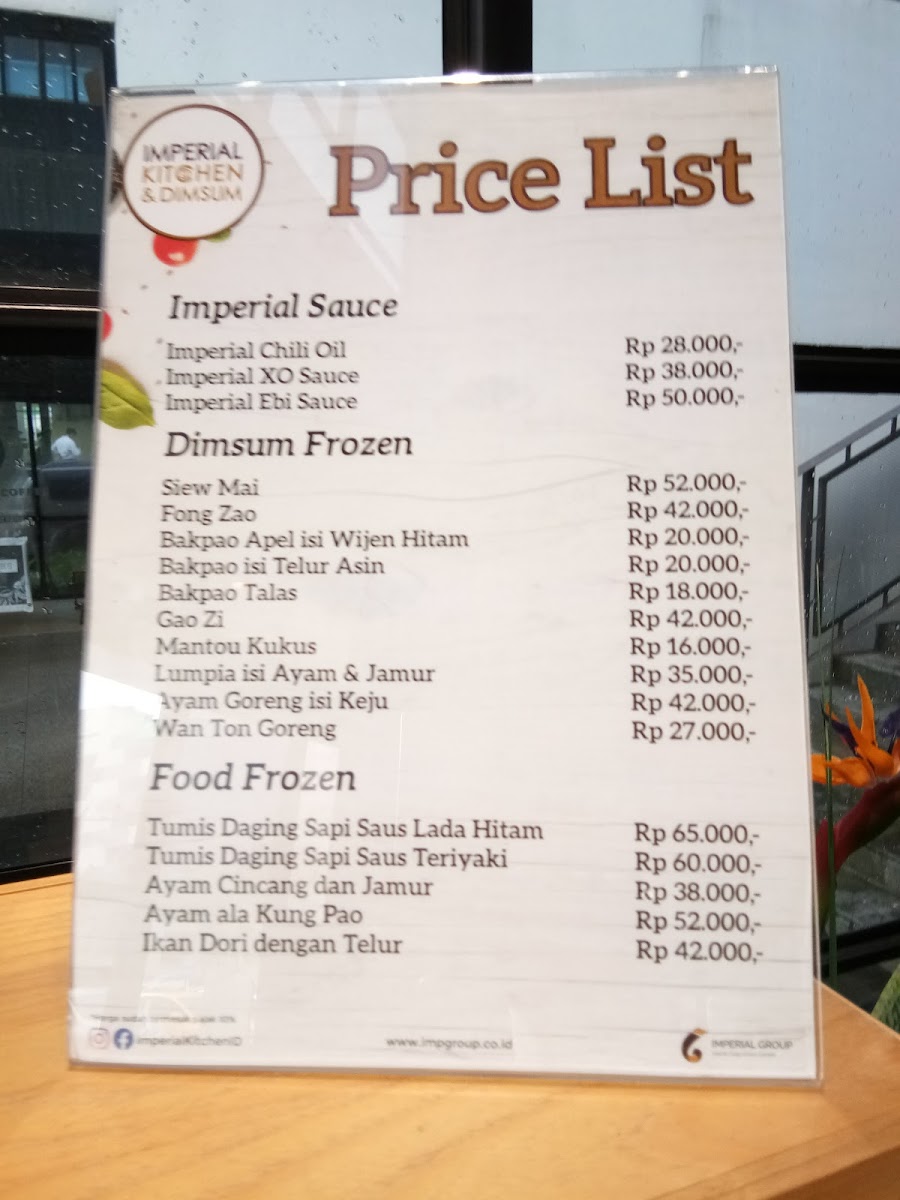 IMPERIAL
KITCHEN
& DIMSUM
Price List
Imperial Sauce
Imperial Chili Oil Rp 28.000,-
Imperial XO Sauce Rp 38.000,-
Imperial Ebi Sauce Rp 50.000,-
Dimsum Frozen
Siew Mai Rp 52.000,-
Fong Zao Rp 42.000,-
Bakpao Apel isi Wijen Hitam Rp 20.000,-
Bakpao isi Telur Asin Rp 20.000,-
Bakpao Talas Rp 18.000,-
Gao Zi Rp 42.000,-
Mantou Kukus Rp 16.000,-
Lumpia isi Ayam & Jamur Rp 35.000,-
Ayam Goreng isi Keju Rp 42.000,-
Wan Ton Goreng Rp 27.000,-
Food Frozen
Tumis Daging Sapi Saus Lada Hitam Rp 65.000,-
Tumis Daging Sapi Saus Teriyaki Rp 60.000,-
Ayam Cincang dan Jamur Rp 38.000,-
Ayam ala Kung Pao Rp 52.000,-
Ikan Dori dengan Telur Rp 42.000,-
imperialKitchenID www.impgroup.co.id IMPERIAL GROUP